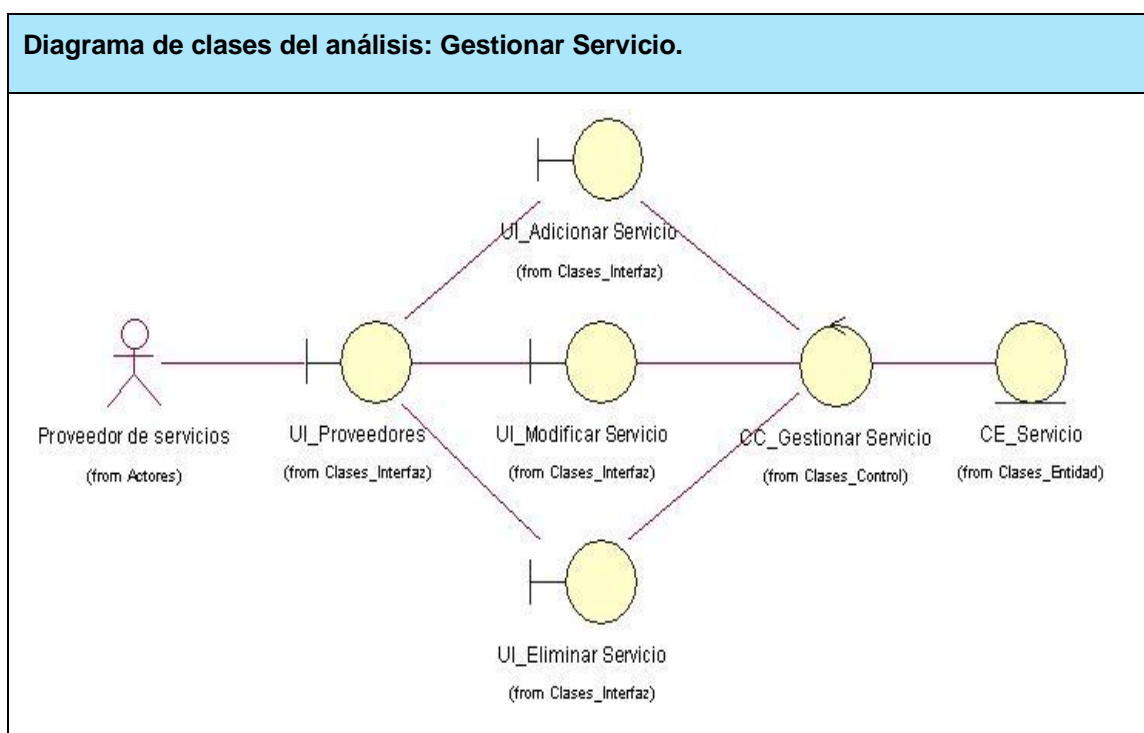 Diagrama de clases del análisis: Gestionar Servicio.
UI_Adicionar Servicio
(from Clases_Interfaz)
Proveedor de servicios
(from Actores)
UI_Proveedores
(from Clases_Interfaz)
UI_Modificar Servicio
(from Clases_Interfaz)
CC_Gestionar Servicio
(from Clases_Control)
CE_Servicio
(from Clases_Entidad)
UI_Eliminar Servicio
(from Clases_Interfaz)